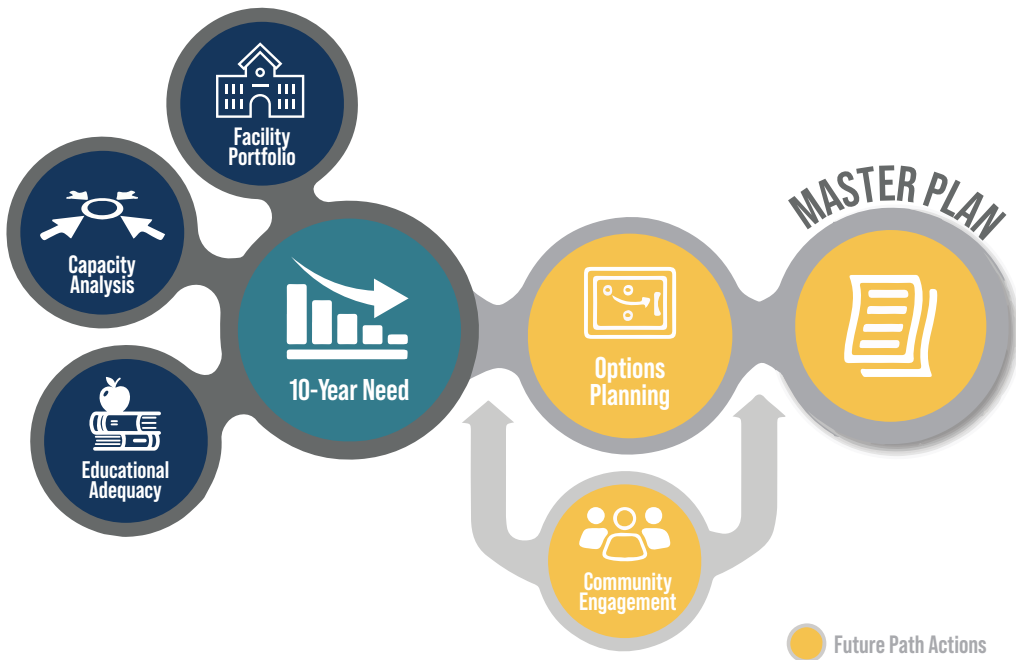 Facility
Portfolio
Capacity
Analysis
Educational
Adequacy
10-Year Need
Options
Planning
Community
Engagement
MASTER PLAN
Future Path Actions